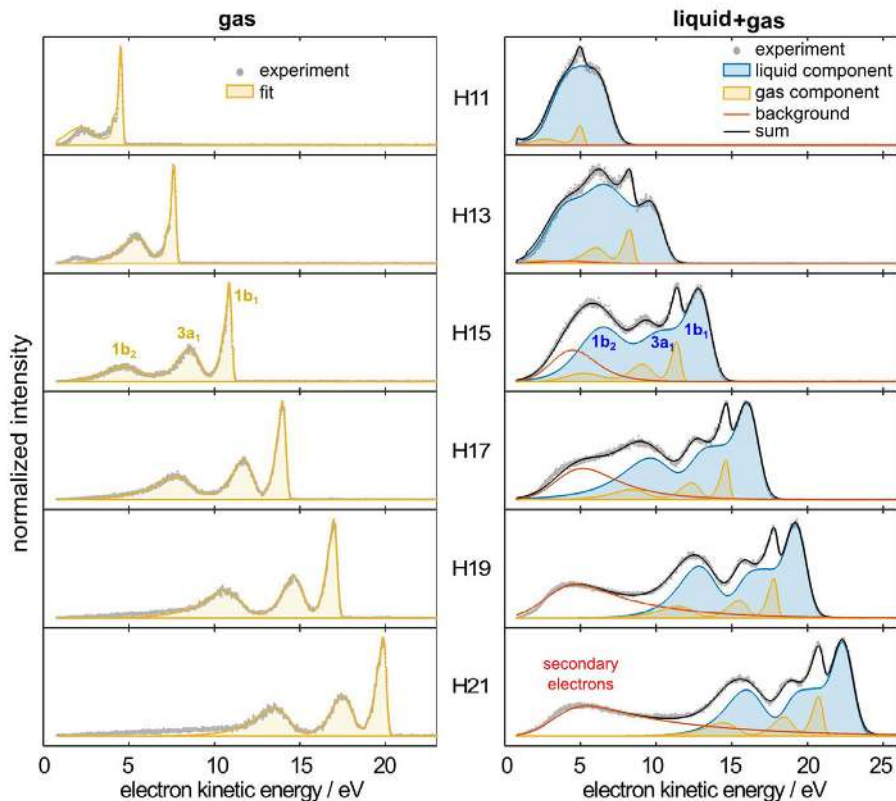 gas
liquid+gas
normalized intensity
experiment
fit
H11
experiment
liquid component
gas component
background
sum
H13
1b₂
3a₁
1b₁
H15
1b₂
3a₁
1b₁
H17
H19
H21
secondary
electrons
0 5 10 15 20
0 5 10 15 20 25
electron kinetic energy / eV
electron kinetic energy / eV